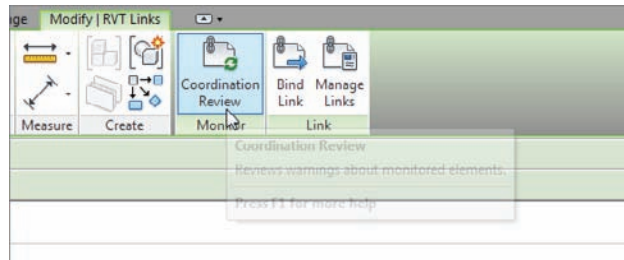 ge Modify | RVT Links
Coordination Review
Bind Link
Manage Links
Measure Create Monitor Link
Coordination Review
Reviews warnings about monitored elements.
Press F1 for more help